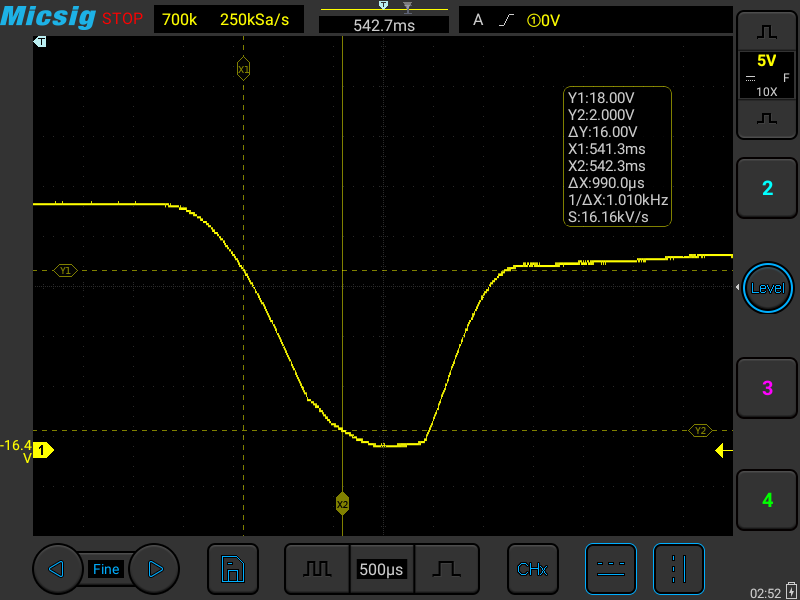 Micsig STOP 700k 250kSa/s T 542.7ms A ①0V
T
X1
5V
F
10X
Y1:18.00V
Y2:2.000V
ΔY:16.00V
X1:541.3ms
X2:542.3ms
ΔX:990.0μs
1/ΔX:1.010kHz
S:16.16kV/s
2
Y1
Level
3
Y2
-16.4
V
1
X2
4
Fine 500μs CHx
02:52